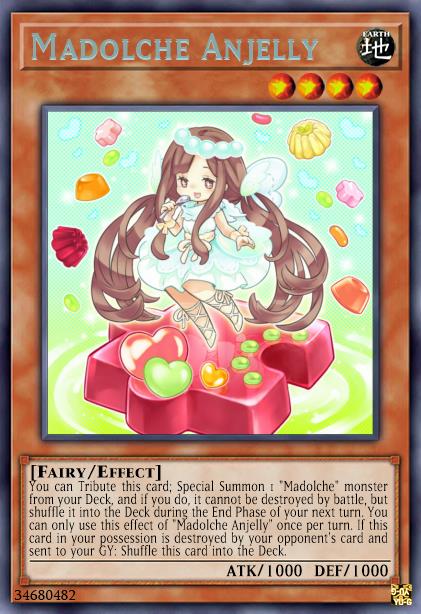 Madolche Anjelly
EARTH
地
[Fairy/Effect]
You can Tribute this card; Special Summon 1 "Madolche" monster
from your Deck, and if you do, it cannot be destroyed by battle, but
shuffle it into the Deck during the End Phase of your next turn. You
can only use this effect of "Madolche Anjelly" once per turn. If this
card in your possession is destroyed by your opponent's card and
sent to your GY: Shuffle this card into the Deck.
ATK/1000 DEF/1000
34680482